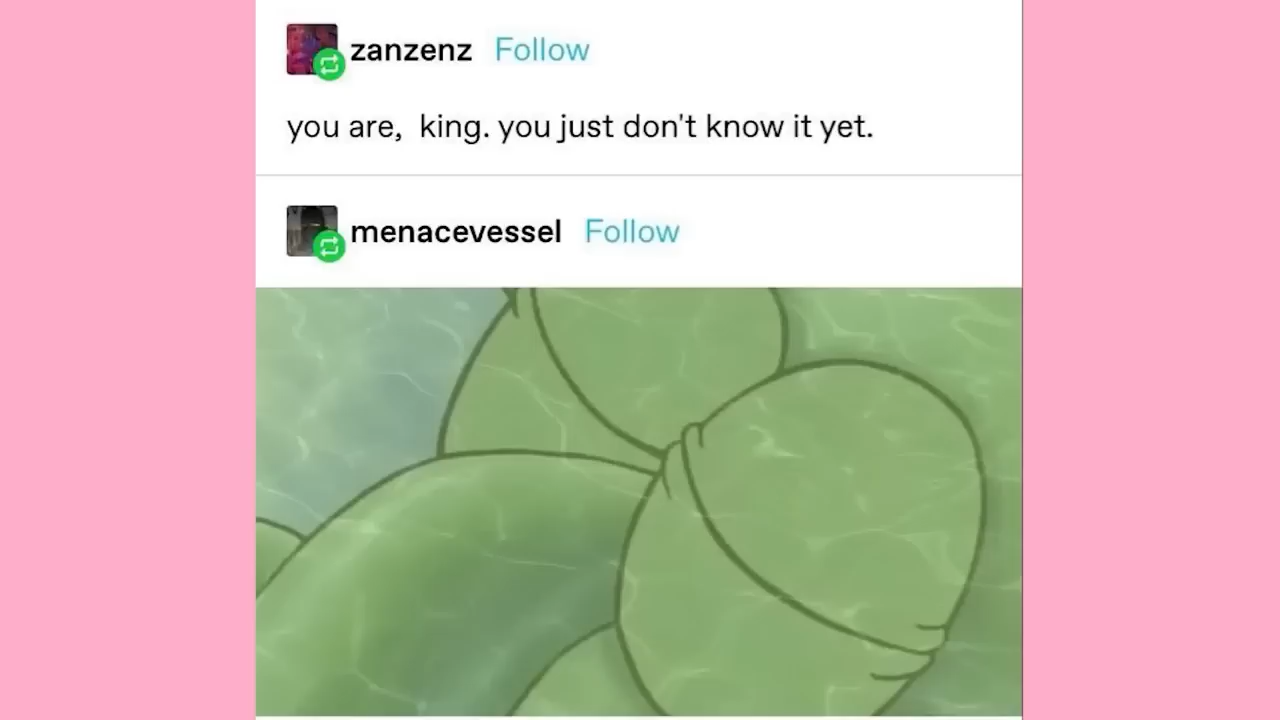 zanzenz Follow
you are,  king. you just don't know it yet.
menacevessel Follow